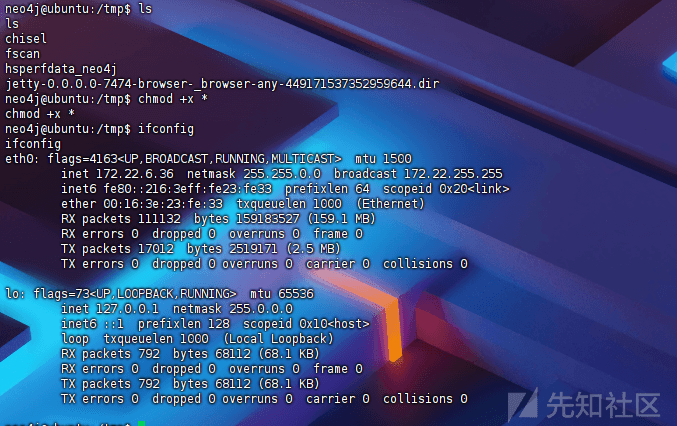 neo4j@ubuntu:/tmp$ ls
ls
chisel
fscan
hsperfdata_neo4j
jetty-0.0.0.0-7474-browser-_browser-any-449171537352959644.dir
neo4j@ubuntu:/tmp$ chmod +x *
chmod +x *
neo4j@ubuntu:/tmp$ ifconfig
ifconfig
eth0: flags=4163<UP,BROADCAST,RUNNING,MULTICAST>  mtu 1500
        inet 172.22.6.36  netmask 255.255.0.0  broadcast 172.22.255.255
        inet6 fe80::216:3eff:fe23:fe33  prefixlen 64  scopeid 0x20<link>
        ether 00:16:3e:23:fe:33  txqueuelen 1000  (Ethernet)
        RX packets 111132  bytes 159183527 (159.1 MB)
        RX errors 0  dropped 0  overruns 0  frame 0
        TX packets 17012  bytes 2519171 (2.5 MB)
        TX errors 0  dropped 0 overruns 0  carrier 0  collisions 0
lo: flags=73<UP,LOOPBACK,RUNNING>  mtu 65536
        inet 127.0.0.1  netmask 255.0.0.0
        inet6 ::1  prefixlen 128  scopeid 0x10<host>
        loop  txqueuelen 1000  (Local Loopback)
        RX packets 792  bytes 68112 (68.1 KB)
        RX errors 0  dropped 0  overruns 0  frame 0
        TX packets 792  bytes 68112 (68.1 KB)
        TX errors 0  dropped 0 overruns 0  carrier 0  collisions 0
neo4j@ubuntu:/tmp$
先知社区